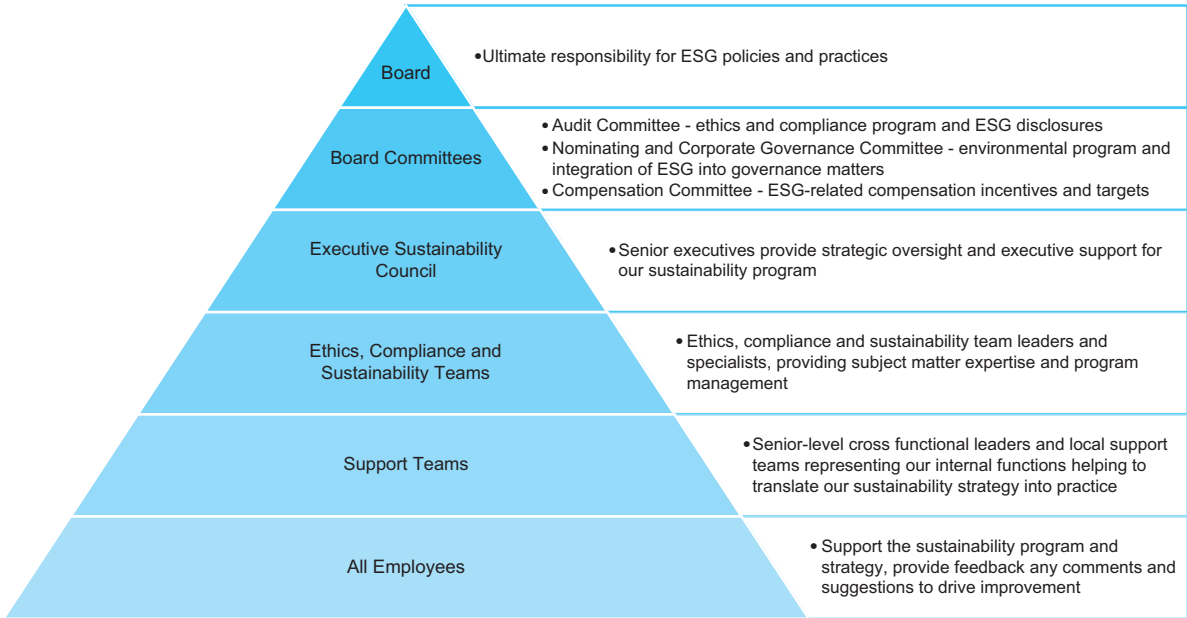 Board
•Ultimate responsibility for ESG policies and practices
Board Committees
• Audit Committee - ethics and compliance program and ESG disclosures
• Nominating and Corporate Governance Committee - environmental program and
integration of ESG into governance matters
• Compensation Committee - ESG-related compensation incentives and targets
Executive Sustainability
Council
• Senior executives provide strategic oversight and executive support for
our sustainability program
Ethics, Compliance and
Sustainability Teams
• Ethics, compliance and sustainability team leaders and
specialists, providing subject matter expertise and program
management
Support Teams
•Senior-level cross functional leaders and local support
teams representing our internal functions helping to
translate our sustainability strategy into practice
All Employees
• Support the sustainability program and
strategy, provide feedback any comments and
suggestions to drive improvement